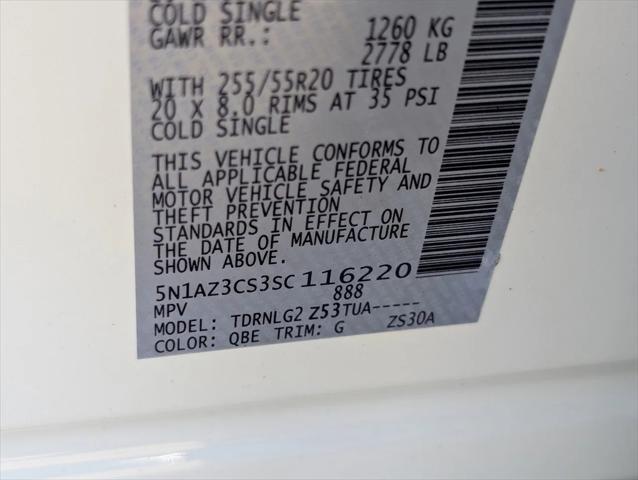 COLD SINGLE
GAWR RR.: 1260 KG
2778 LB
WITH 255/55R20 TIRES
20 X 8.0 RIMS AT 35 PSI
COLD SINGLE
THIS VEHICLE CONFORMS TO
ALL APPLICABLE FEDERAL
MOTOR VEHICLE SAFETY AND
THEFT PREVENTION
STANDARDS IN EFFECT ON
THE DATE OF MANUFACTURE
SHOWN ABOVE.
5N1AZ3CS3SC116220
MPV 888
MODEL: TDRNLG2 Z53TUA-----
COLOR: QBE TRIM: G ZS30A